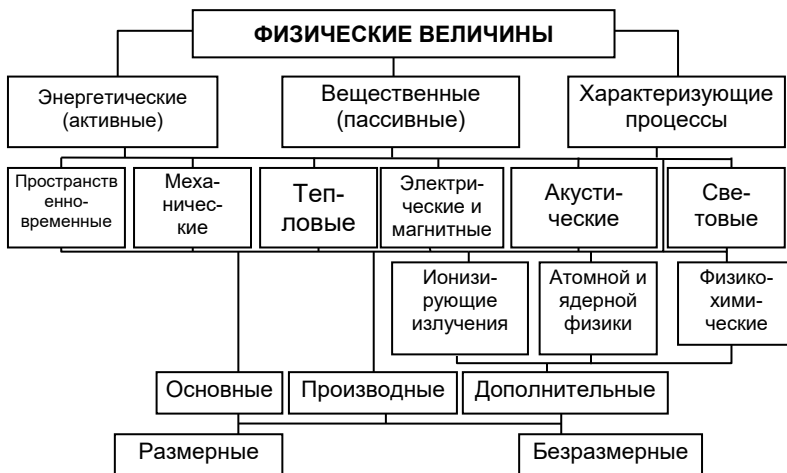 ФИЗИЧЕСКИЕ ВЕЛИЧИНЫ
Энергетические
(активные)
Вещественные
(пассивные)
Характеризующие
процессы
Пространств
енно-
временные
Меха-
ничес-
кие
Теп-
ловые
Электри-
ческие и
магнитные
Акусти-
ческие
Све-
товые
Ионизи-
рующие
излучения
Атомной и
ядерной
физики
Физико-
хими-
ческие
Основные
Производные
Дополнительные
Размерные
Безразмерные